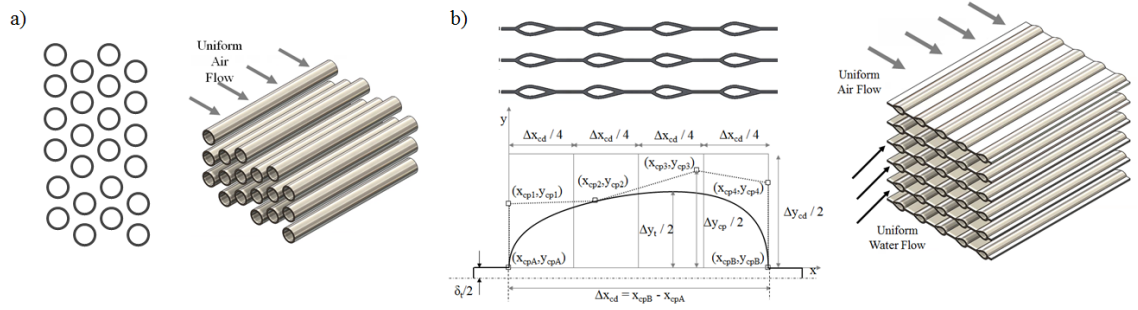 a)
Uniform
Air
Flow
b)
y
Δx_cd / 4
Δx_cd / 4
Δx_cd / 4
Δx_cd / 4
(x_cp3,y_cp3)
(x_cp1,y_cp1)
(x_cp2,y_cp2)
(x_cp4,y_cp4)
Δy_cd / 2
Δy_t / 2
Δy_cp / 2
(x_cpA,y_cpA)
(x_cpB,y_cpB)
x
δ_t/2
Δx_cd = x_cpB - x_cpA
Uniform
Air Flow
Uniform
Water Flow